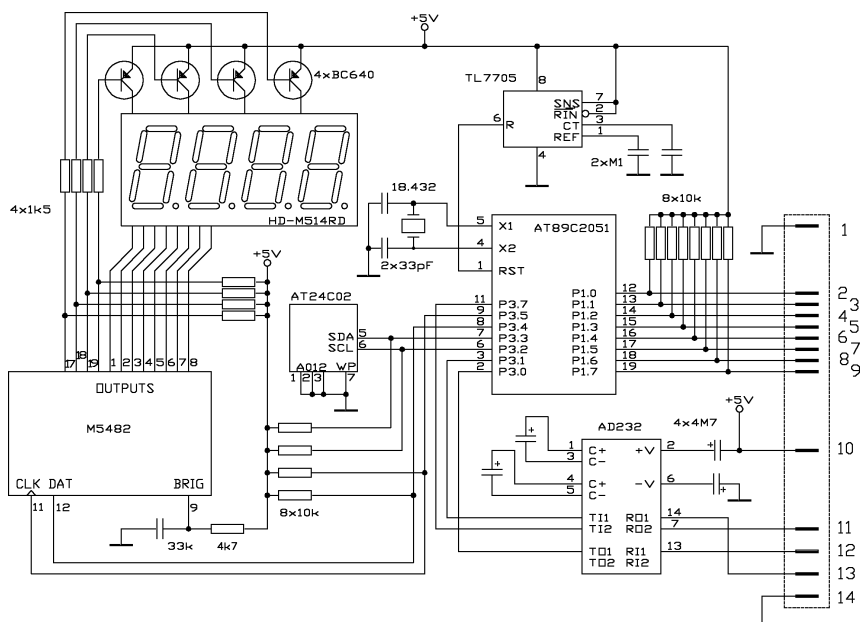 +5V
4xBC640
TL7705
8
SNS 7
RIN 2
CT 3
REF 1
6 R
4
2xM1
8x10k
18.432
4x1k5
HD-M514RD
2x33pF
+5V
5 X1 AT89C2051
4 X2
1 RST
AT24C02
SDA 5
SCL 6
A012 WP
1 2 3 7
11 P3.7
9 P3.5
8 P3.4
7 P3.3
6 P3.2
3 P3.1
2 P3.0
P1.0 12
P1.1 13
P1.2 14
P1.3 15
P1.4 16
P1.5 17
P1.6 18
P1.7 19
1
2
3
4
5
6
7
8
9
10
11
12
13
14
17 18 19 1 2 3 4 5 6 7 8
OUTPUTS
M5482
CLK DAT BRIG
11 12 9
33k 4k7
8x10k
AD232
4x4M7
+5V
1 C+ +V 2
3 C-
4 C+ -V 6
5 C-
TI1 RO1 14
TI2 RO2 7
TO1 RI1 13
TO2 RI2